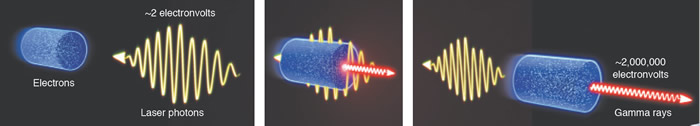 ~2 electronvolts
Electrons
Laser photons
~2,000,000
electronvolts
Gamma rays